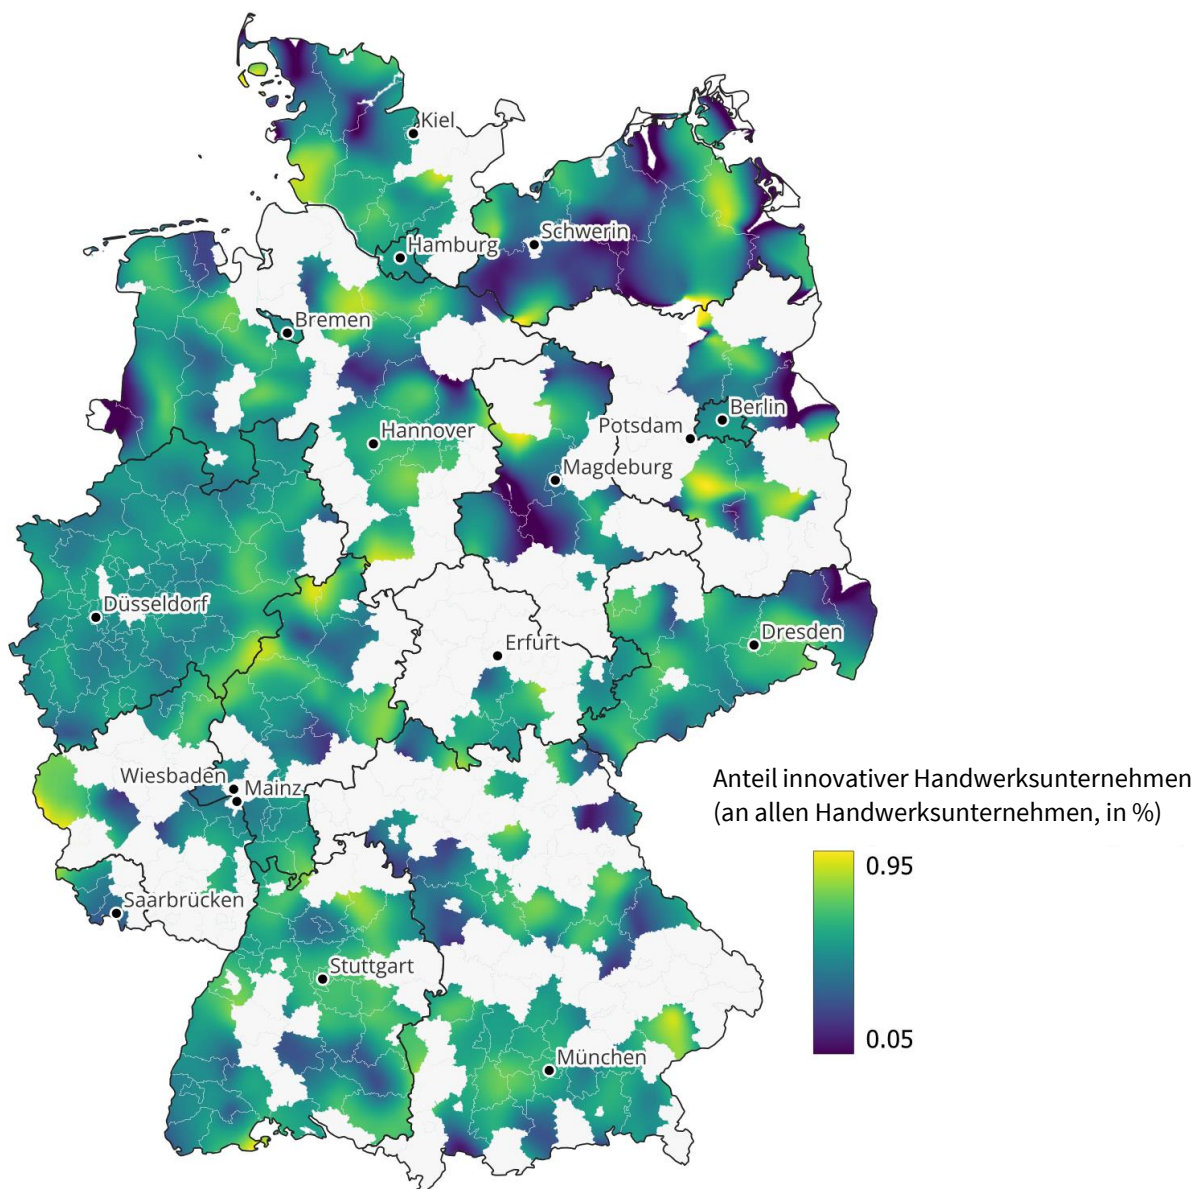 Kiel
Schwerin
Hamburg
Bremen
Berlin
Potsdam
Hannover
Magdeburg
Düsseldorf
Dresden
Erfurt
Wiesbaden
Mainz
Anteil innovativer Handwerksunternehmen
(an allen Handwerksunternehmen, in %)
0.95
Saarbrücken
Stuttgart
0.05
München